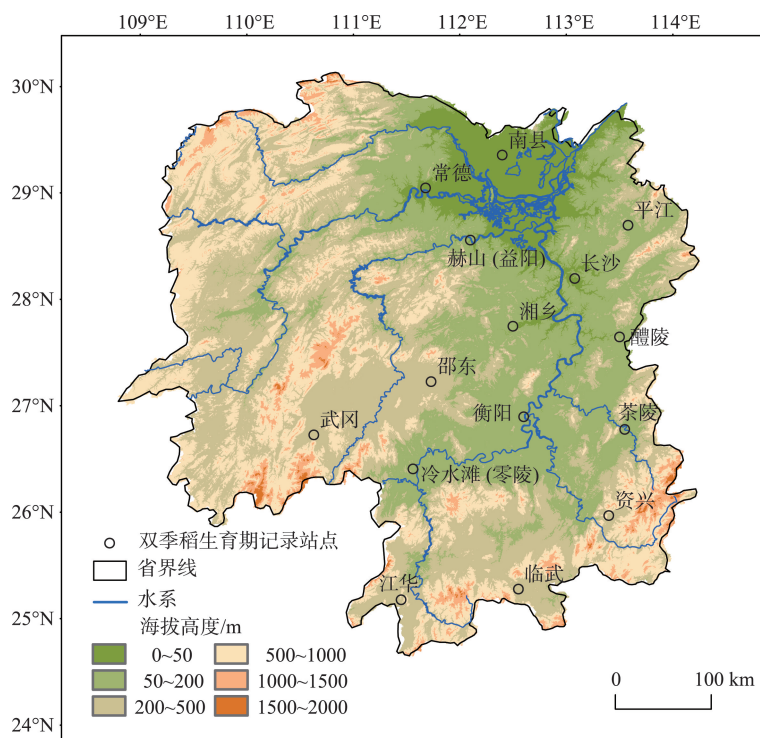 109°E 110°E 111°E 112°E 113°E 114°E
30°N
南县
29°N
常德
平江
赫山 (益阳)
长沙
28°N
湘乡
醴陵
邵东
27°N
衡阳
茶陵
武冈
冷水滩 (零陵)
26°N
资兴
双季稻生育期记录站点
省界线
江华
临武
水系
25°N
海拔高度/m
0~50 500~1000
50~200 1000~1500
200~500 1500~2000
0 100 km
24°N